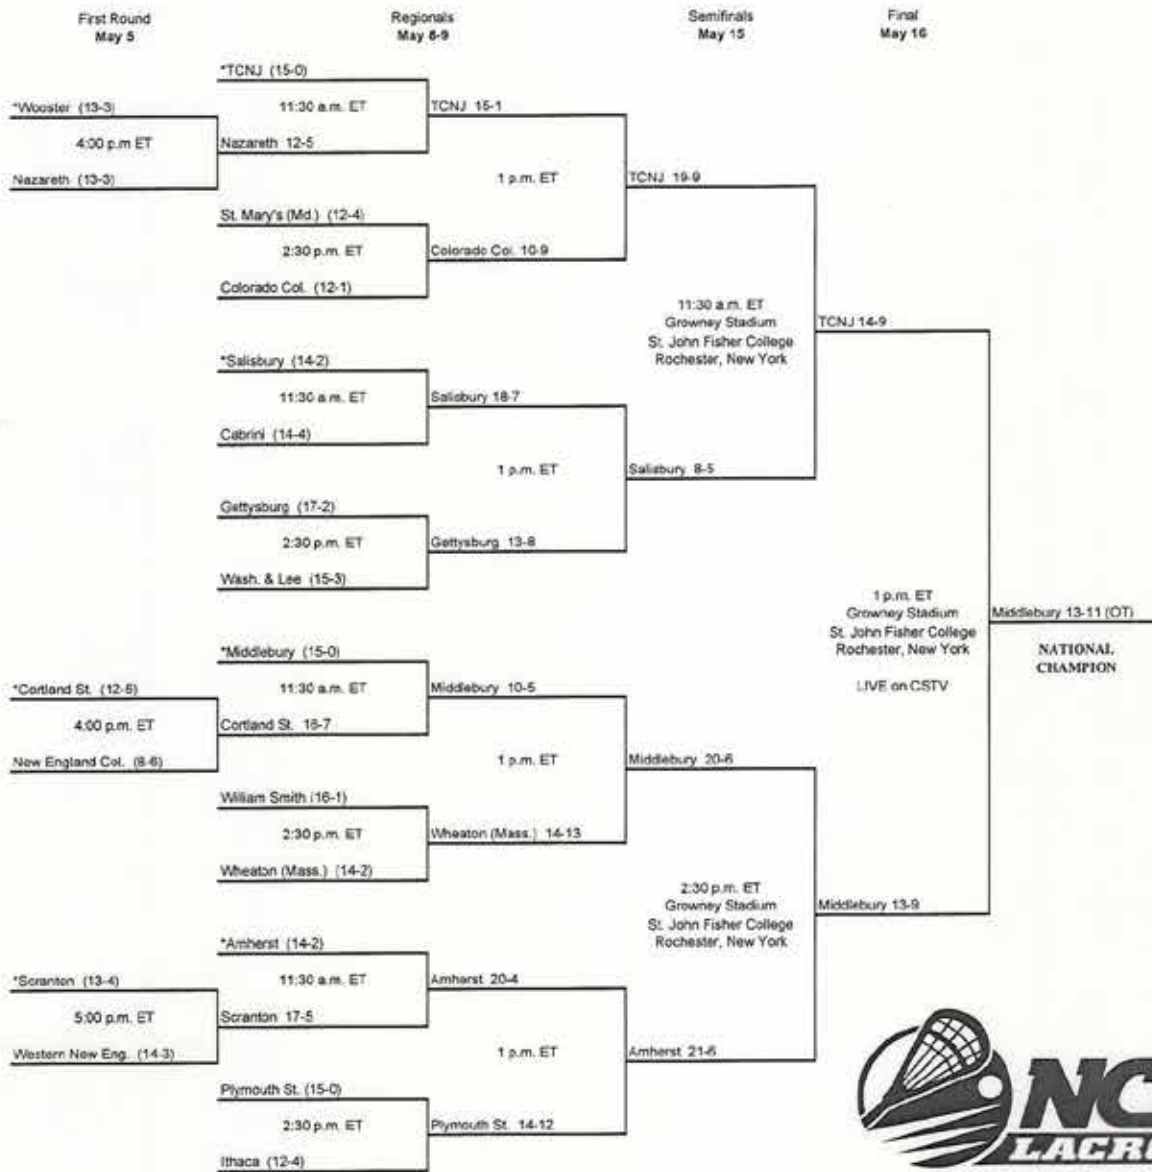 First Round
May 5
Regionals
May 8-9
Semifinals
May 15
Final
May 16
*TCNJ (15-0)
*Wooster (13-3)
11:30 a.m. ET
TCNJ 15-1
4:00 p.m ET
Nazareth 12-5
Nazareth (13-3)
1 p.m. ET
TCNJ 19-9
St. Mary's (Md.) (12-4)
2:30 p.m. ET
Colorado Col. 10-9
Colorado Col. (12-1)
11:30 a.m. ET
Growney Stadium
St. John Fisher College
Rochester, New York
TCNJ 14-9
*Salisbury (14-2)
11:30 a.m. ET
Salisbury 18-7
Cabrini (14-4)
1 p.m. ET
Salisbury 8-5
Gettysburg (17-2)
2:30 p.m. ET
Gettysburg 13-8
Wash. & Lee (15-3)
1 p.m. ET
Growney Stadium
St. John Fisher College
Rochester, New York
LIVE on CSTV
Middlebury 13-11 (OT)
NATIONAL
CHAMPION
*Middlebury (15-0)
*Cortland St. (12-5)
11:30 a.m. ET
Middlebury 10-5
4:00 p.m. ET
Cortland St. 16-7
New England Col. (8-6)
1 p.m. ET
Middlebury 20-6
William Smith (16-1)
2:30 p.m. ET
Wheaton (Mass.) 14-13
Wheaton (Mass.) (14-2)
2:30 p.m. ET
Growney Stadium
St. John Fisher College
Rochester, New York
Middlebury 13-9
*Amherst (14-2)
*Scranton (13-4)
11:30 a.m. ET
Amherst 20-4
5:00 p.m. ET
Scranton 17-5
Western New Eng. (14-3)
1 p.m. ET
Amherst 21-6
Plymouth St. (15-0)
2:30 p.m. ET
Plymouth St. 14-12
Ithaca (12-4)
NC
LACRO